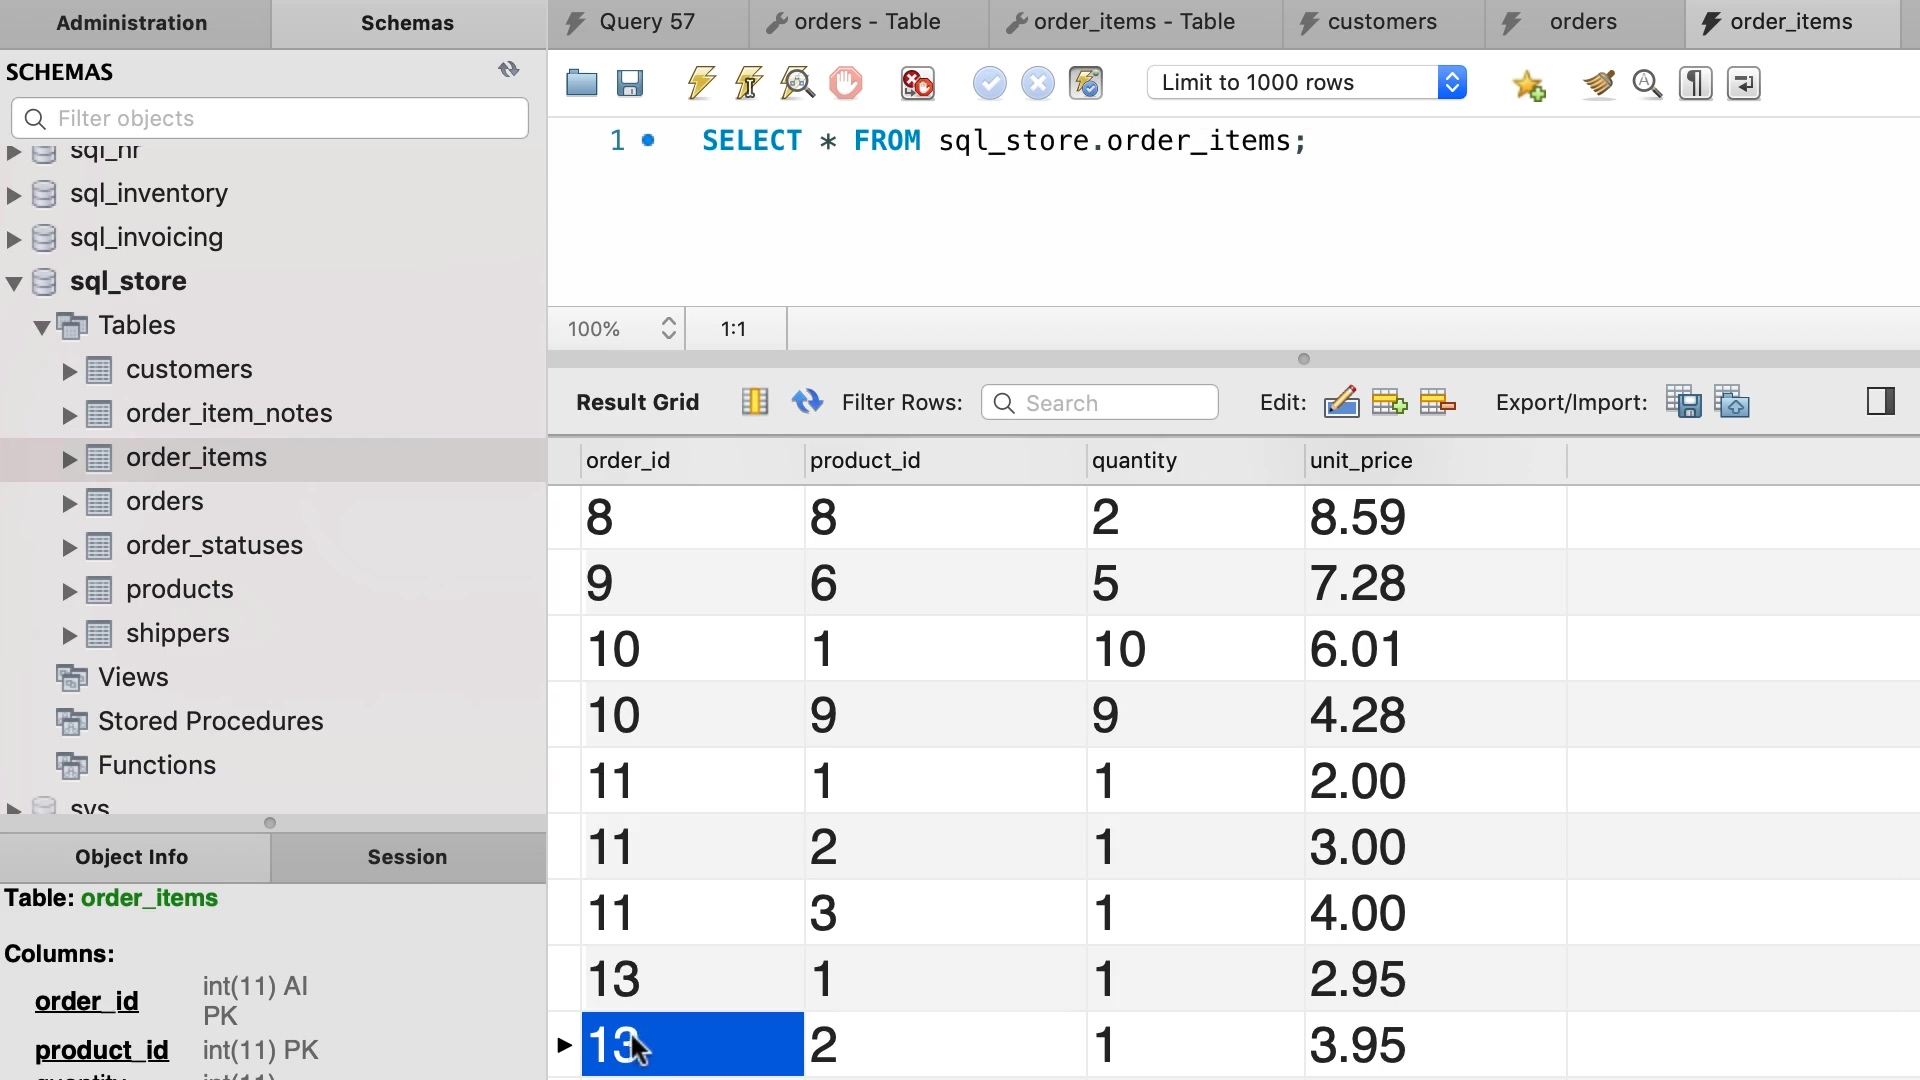 Administration
Schemas
Query 57
orders - Table
order_items - Table
customers
orders
order_items
SCHEMAS
Filter objects
sql_hr
sql_inventory
sql_invoicing
sql_store
Tables
customers
order_item_notes
order_items
orders
order_statuses
products
shippers
Views
Stored Procedures
Functions
sys
Object Info
Session
Table: order_items
Columns:
order_id int(11) AI
PK
product_id int(11) PK
quantity int(11)
Limit to 1000 rows
1 SELECT * FROM sql_store.order_items;
100% 1:1
Result Grid Filter Rows: Search Edit: Export/Import:
order_id product_id quantity unit_price
8 8 2 8.59
9 6 5 7.28
10 1 10 6.01
10 9 9 4.28
11 1 1 2.00
11 2 1 3.00
11 3 1 4.00
13 1 1 2.95
13 2 1 3.95